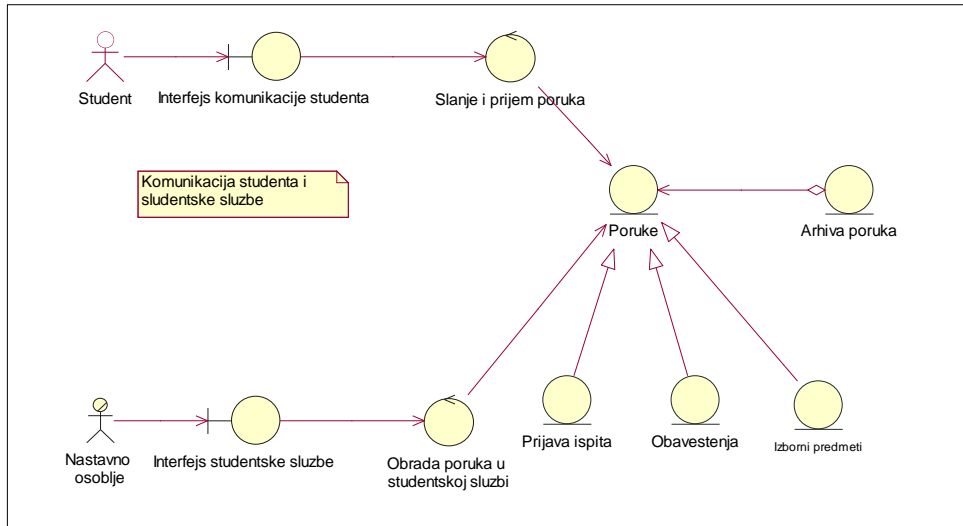 Student
Interfejs komunikacije studenta
Slanje i prijem poruka
Komunikacija studenta i
sludentske sluzbe
Poruke
Arhiva poruka
Nastavno
osoblje
Interfejs studentske sluzbe
Obrada poruka u
studentskoj sluzbi
Prijava ispita
Obavestenja
Izborni predmeti